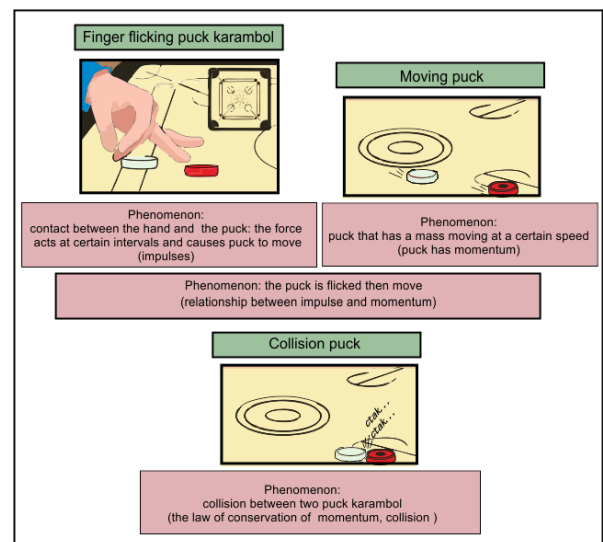 Finger flicking puck karambol
Moving puck
Phenomenon:
contact between the hand and the puck: the force
acts at certain intervals and causes puck to move
(impulses)
Phenomenon:
puck that has a mass moving at a certain speed
(puck has momentum)
Phenomenon: the puck is flicked then move
(relationship between impulse and momentum)
Collision puck
ctak...
ctak...
Phenomenon:
collision between two puck karambol
(the law of conservation of momentum, collision )